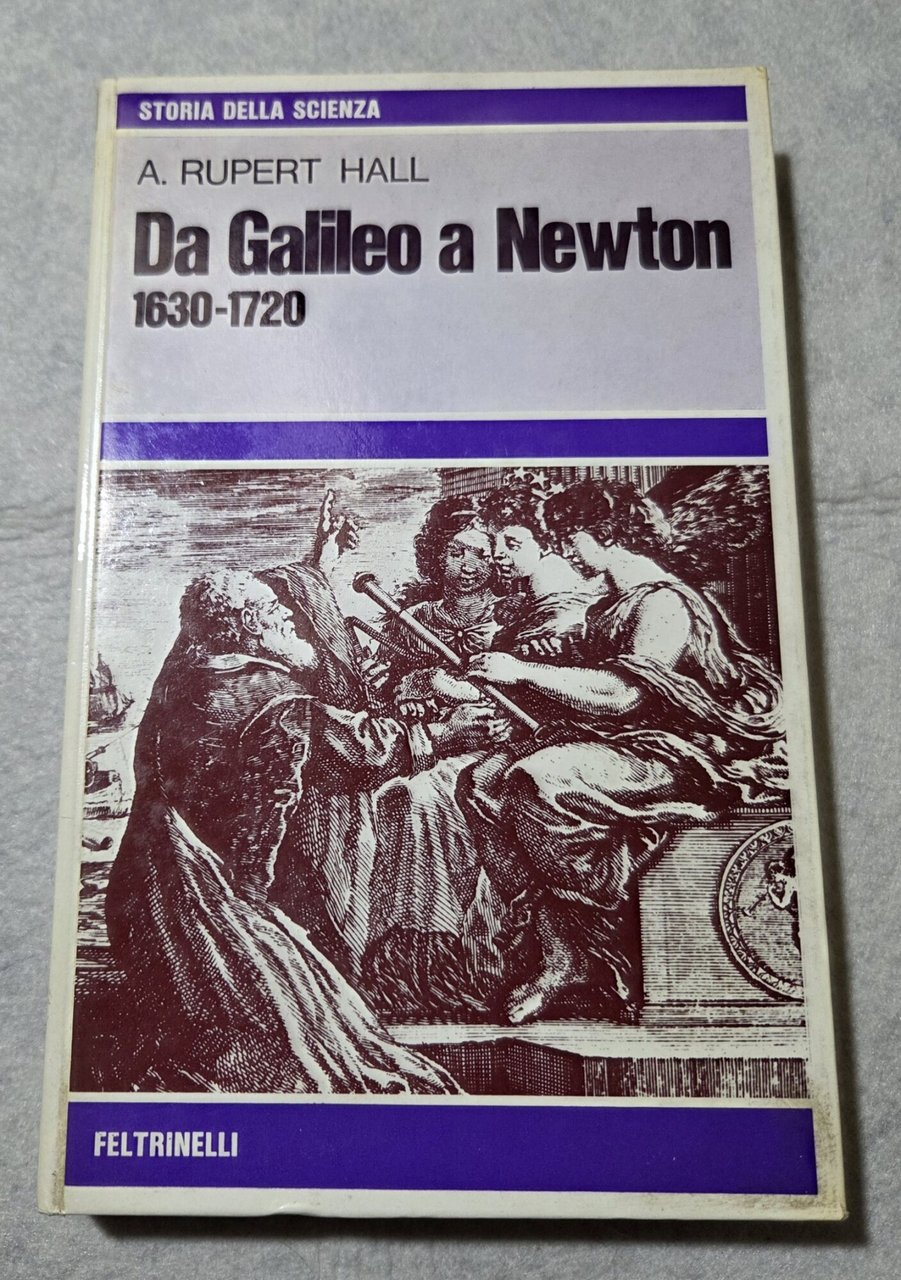 STORIA DELLA SCIENZA
A. RUPERT HALL
Da Galileo a Newton
1630-1720
FELTRINELLI